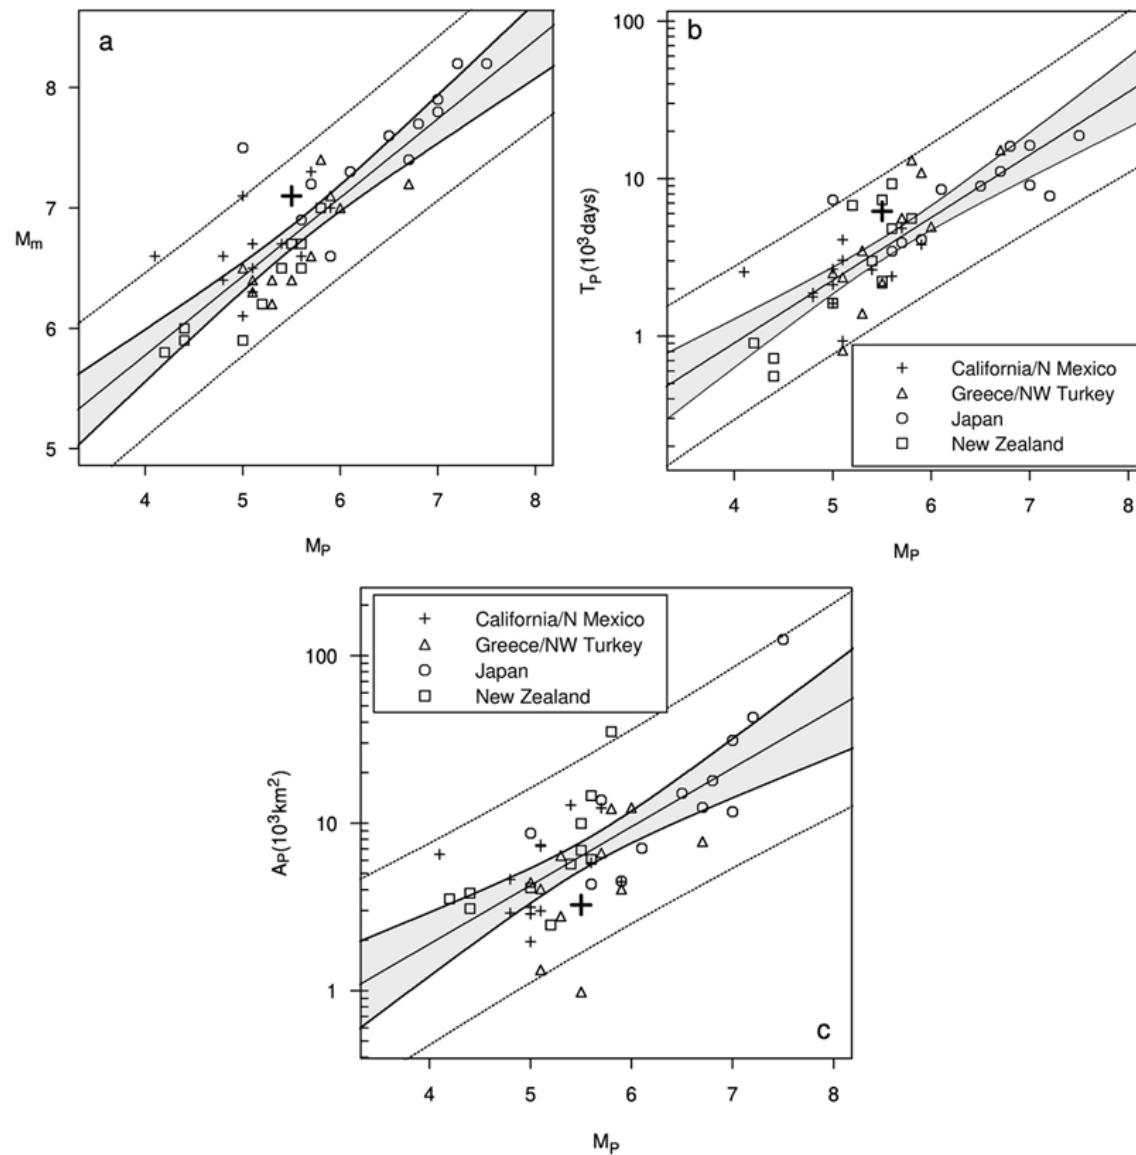 a
8
7
6
5
Mm
4 5 6 7 8
MP
b
100
10
1
TP(10³days)
California/N Mexico
Greece/NW Turkey
Japan
New Zealand
4 5 6 7 8
MP
California/N Mexico
Greece/NW Turkey
Japan
New Zealand
100
10
1
AP(10³km²)
c
4 5 6 7 8
MP